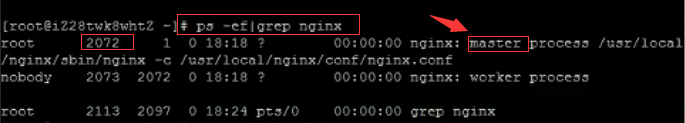 [root@iZ28twk8whtZ ~]# ps -ef|grep nginx
root 2072 1 0 18:18 ? 00:00:00 nginx: master process /usr/local
/nginx/sbin/nginx -c /usr/local/nginx/conf/nginx.conf
nobody 2073 2072 0 18:18 ? 00:00:00 nginx: worker process
root 2113 2097 0 18:24 pts/0 00:00:00 grep nginx